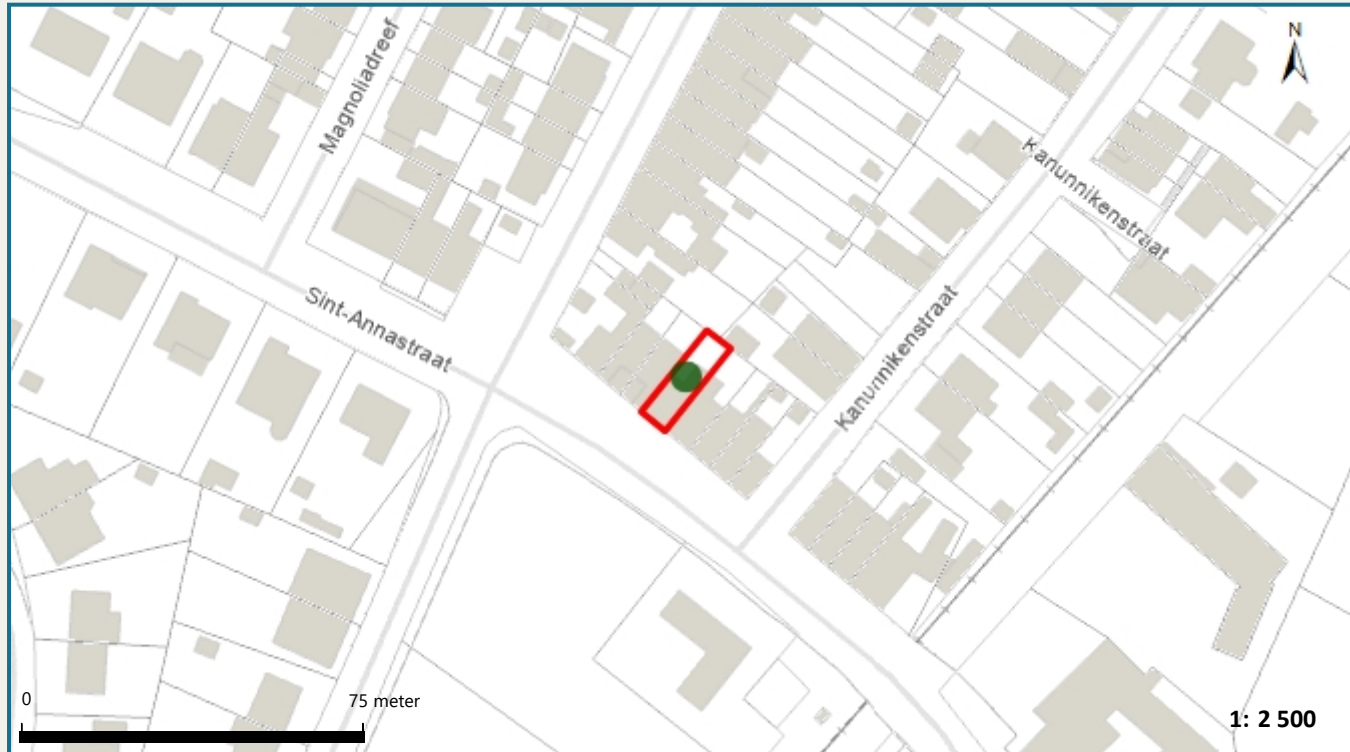 N
Magnoliadreef
Kanunnikenstraat
Sint-Annastraat
Kanunnikenstraat
0
75 meter
1: 2 500